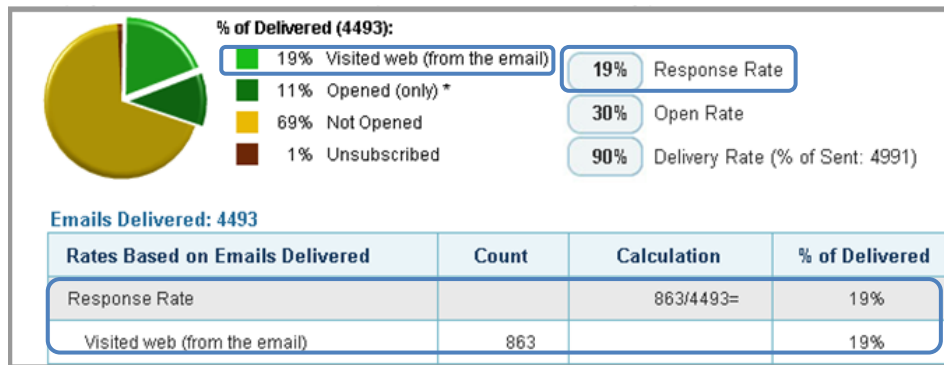 % of Delivered (4493):
19% Visited web (from the email)
11% Opened (only) *
69% Not Opened
1% Unsubscribed
19% Response Rate
30% Open Rate
90% Delivery Rate (% of Sent: 4991)
Emails Delivered: 4493
Rates Based on Emails Delivered Count Calculation % of Delivered
Response Rate 863/4493= 19%
Visited web (from the email) 863 19%